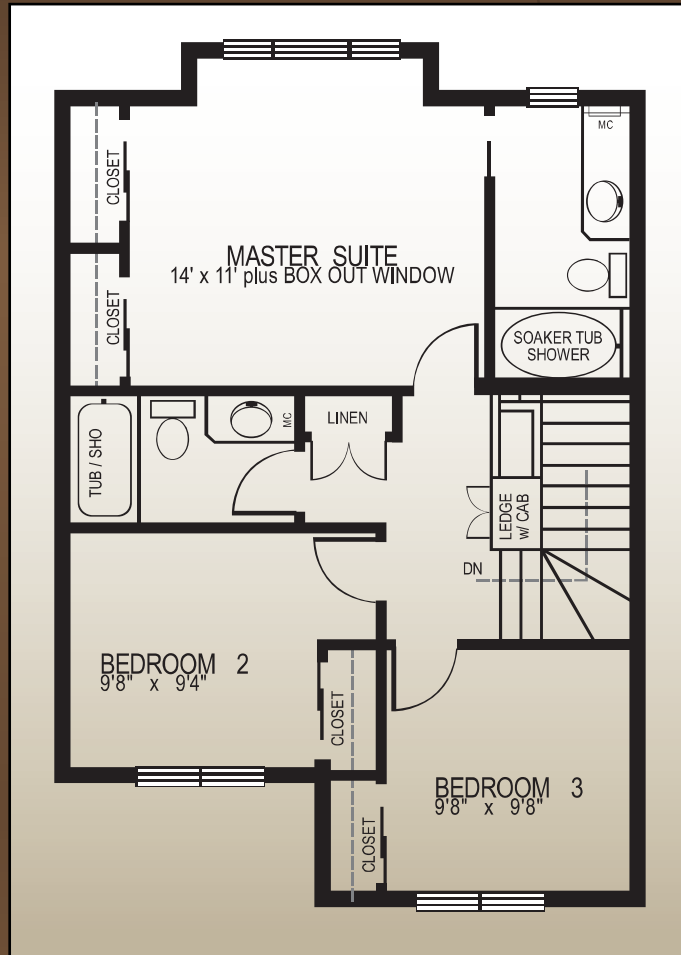 MC
CLOSET
MASTER SUITE
14' x 11' plus BOX OUT WINDOW
CLOSET
SOAKER TUB
SHOWER
TUB / SHO
MC
LINEN
LEDGE
w/ CAB
DN
BEDROOM 2
9'8" x 9'4"
CLOSET
BEDROOM 3
9'8" x 9'8"
CLOSET